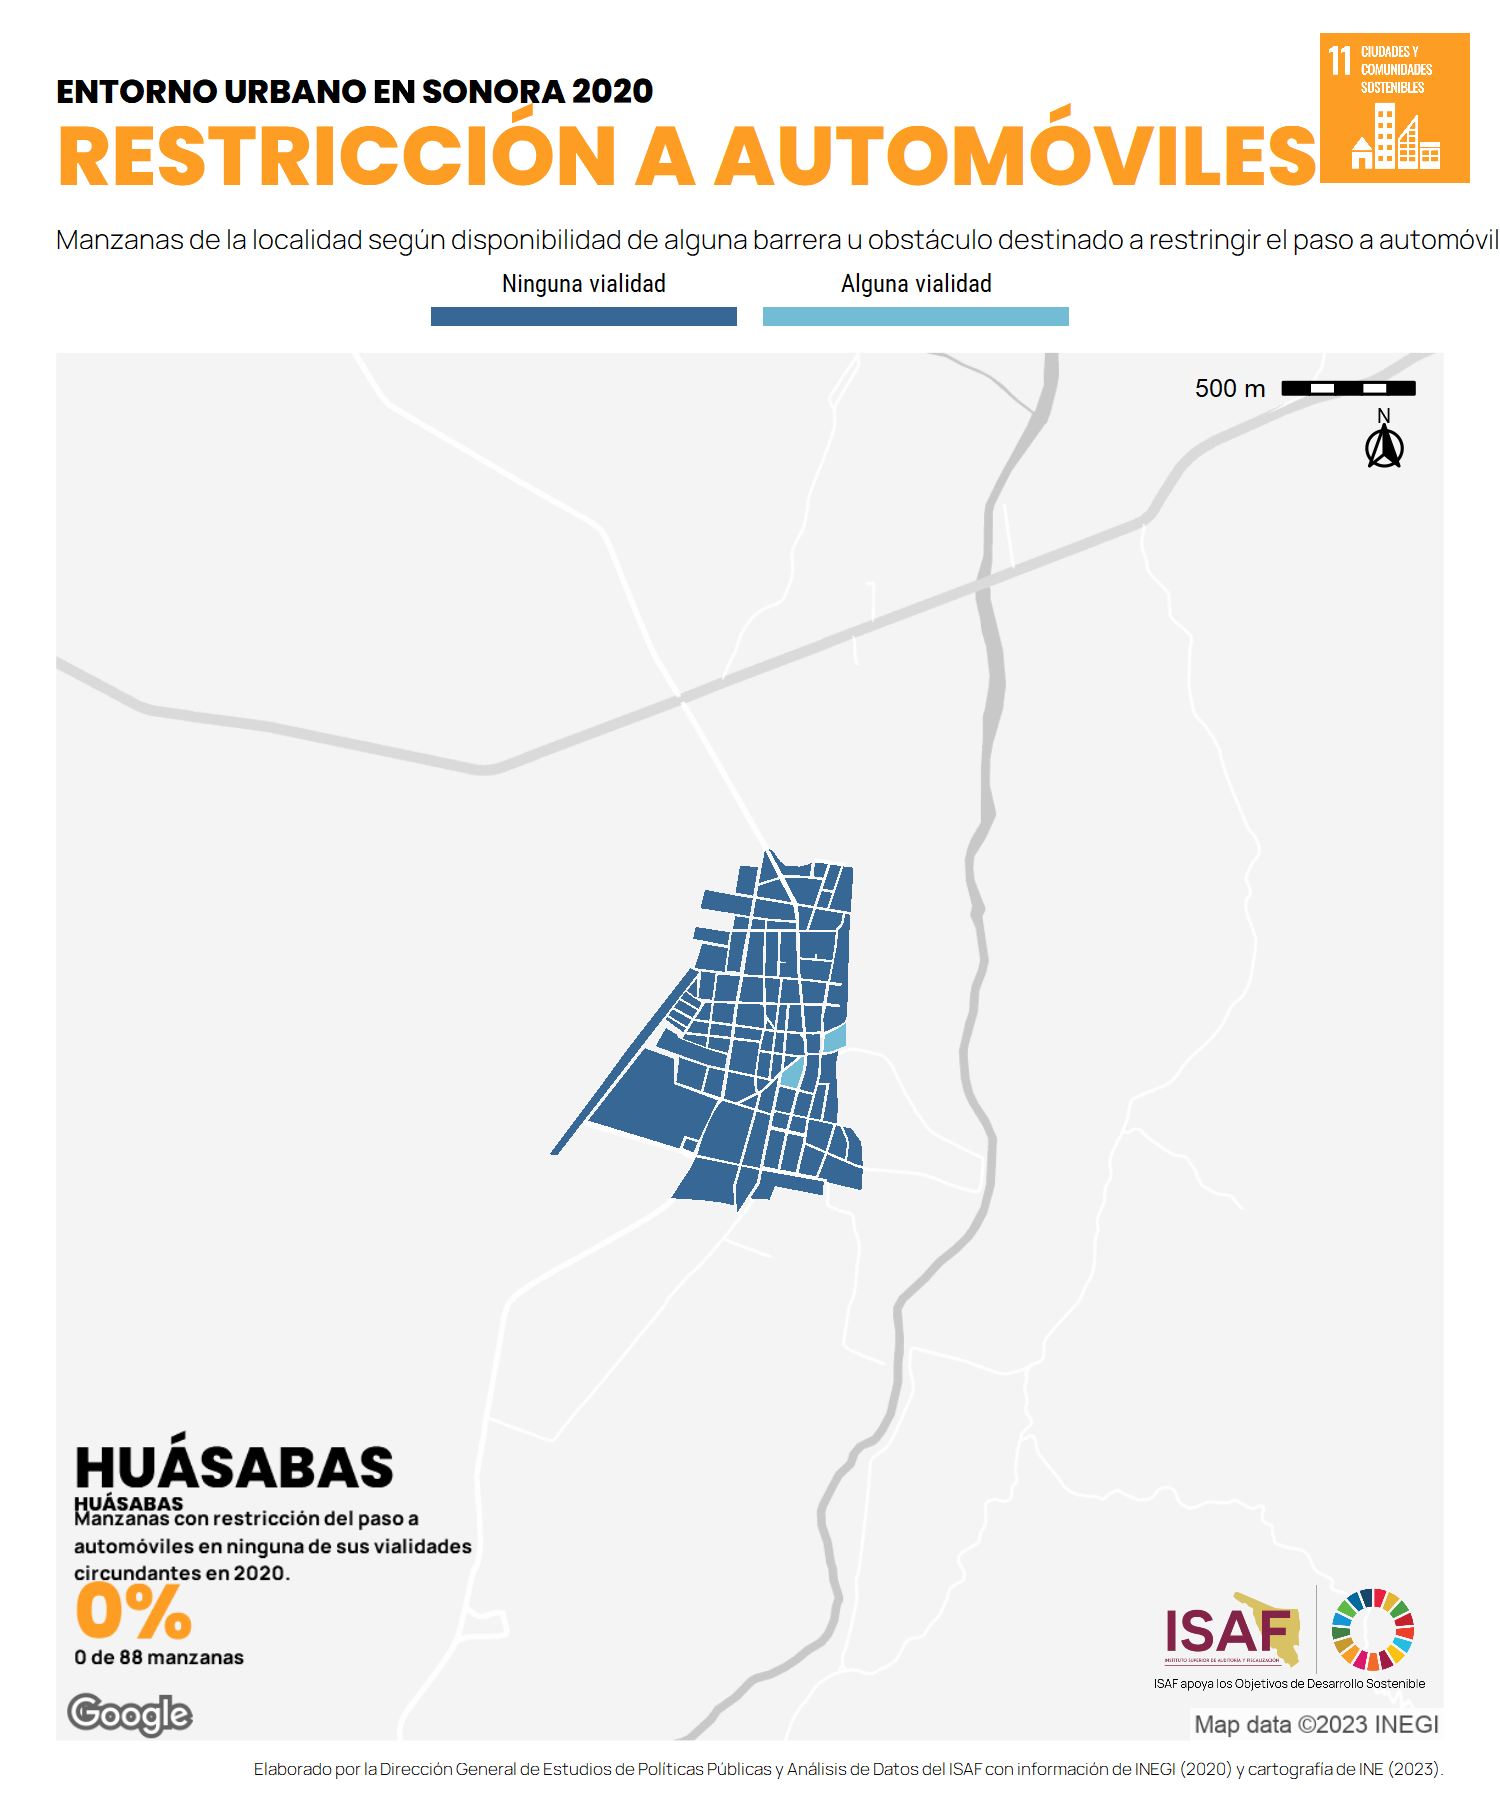 11 CIUDADES Y
COMUNIDADES
SOSTENIBLES
ENTORNO URBANO EN SONORA 2020
RESTRICCIÓN A AUTOMÓVILES
Manzanas de la localidad según disponibilidad de alguna barrera u obstáculo destinado a restringir el paso a automóvil
Ninguna vialidad
Alguna vialidad
500 m
N
HUÁSABAS
HUÁSABAS
Manzanas con restricción del paso a
automóviles en ninguna de sus vialidades
circundantes en 2020.
0%
0 de 88 manzanas
ISAF
INSTITUTO SUPERIOR DE AUDITORÍA Y FISCALIZACIÓN
ISAF apoya los Objetivos de Desarrollo Sostenible
Google
Map data ©2023 INEGI
Elaborado por la Dirección General de Estudios de Políticas Públicas y Análisis de Datos del ISAF con información de INEGI (2020) y cartografía de INE (2023).